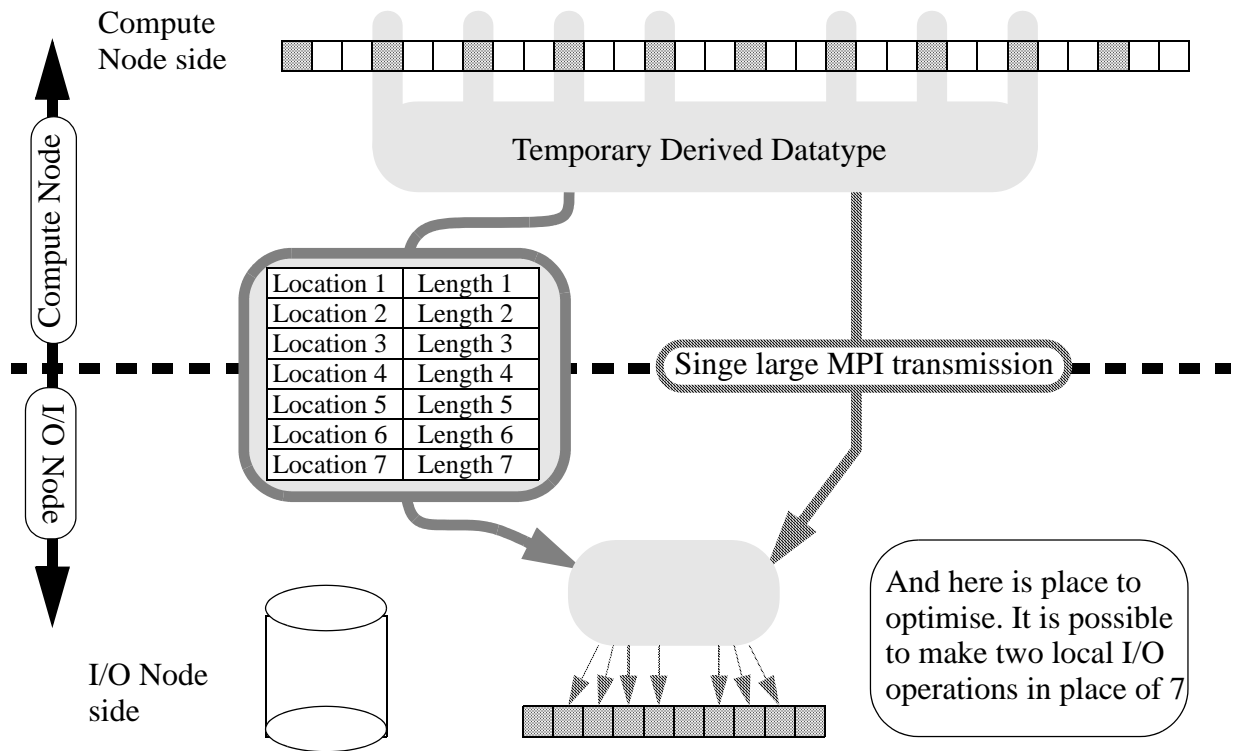 Compute
Node side
Temporary Derived Datatype
Compute Node
Location 1 Length 1
Location 2 Length 2
Location 3 Length 3
Location 4 Length 4
Location 5 Length 5
Location 6 Length 6
Location 7 Length 7
Singe large MPI transmission
I/O Node
And here is place to
optimise. It is possible
to make two local I/O
operations in place of 7
I/O Node
side